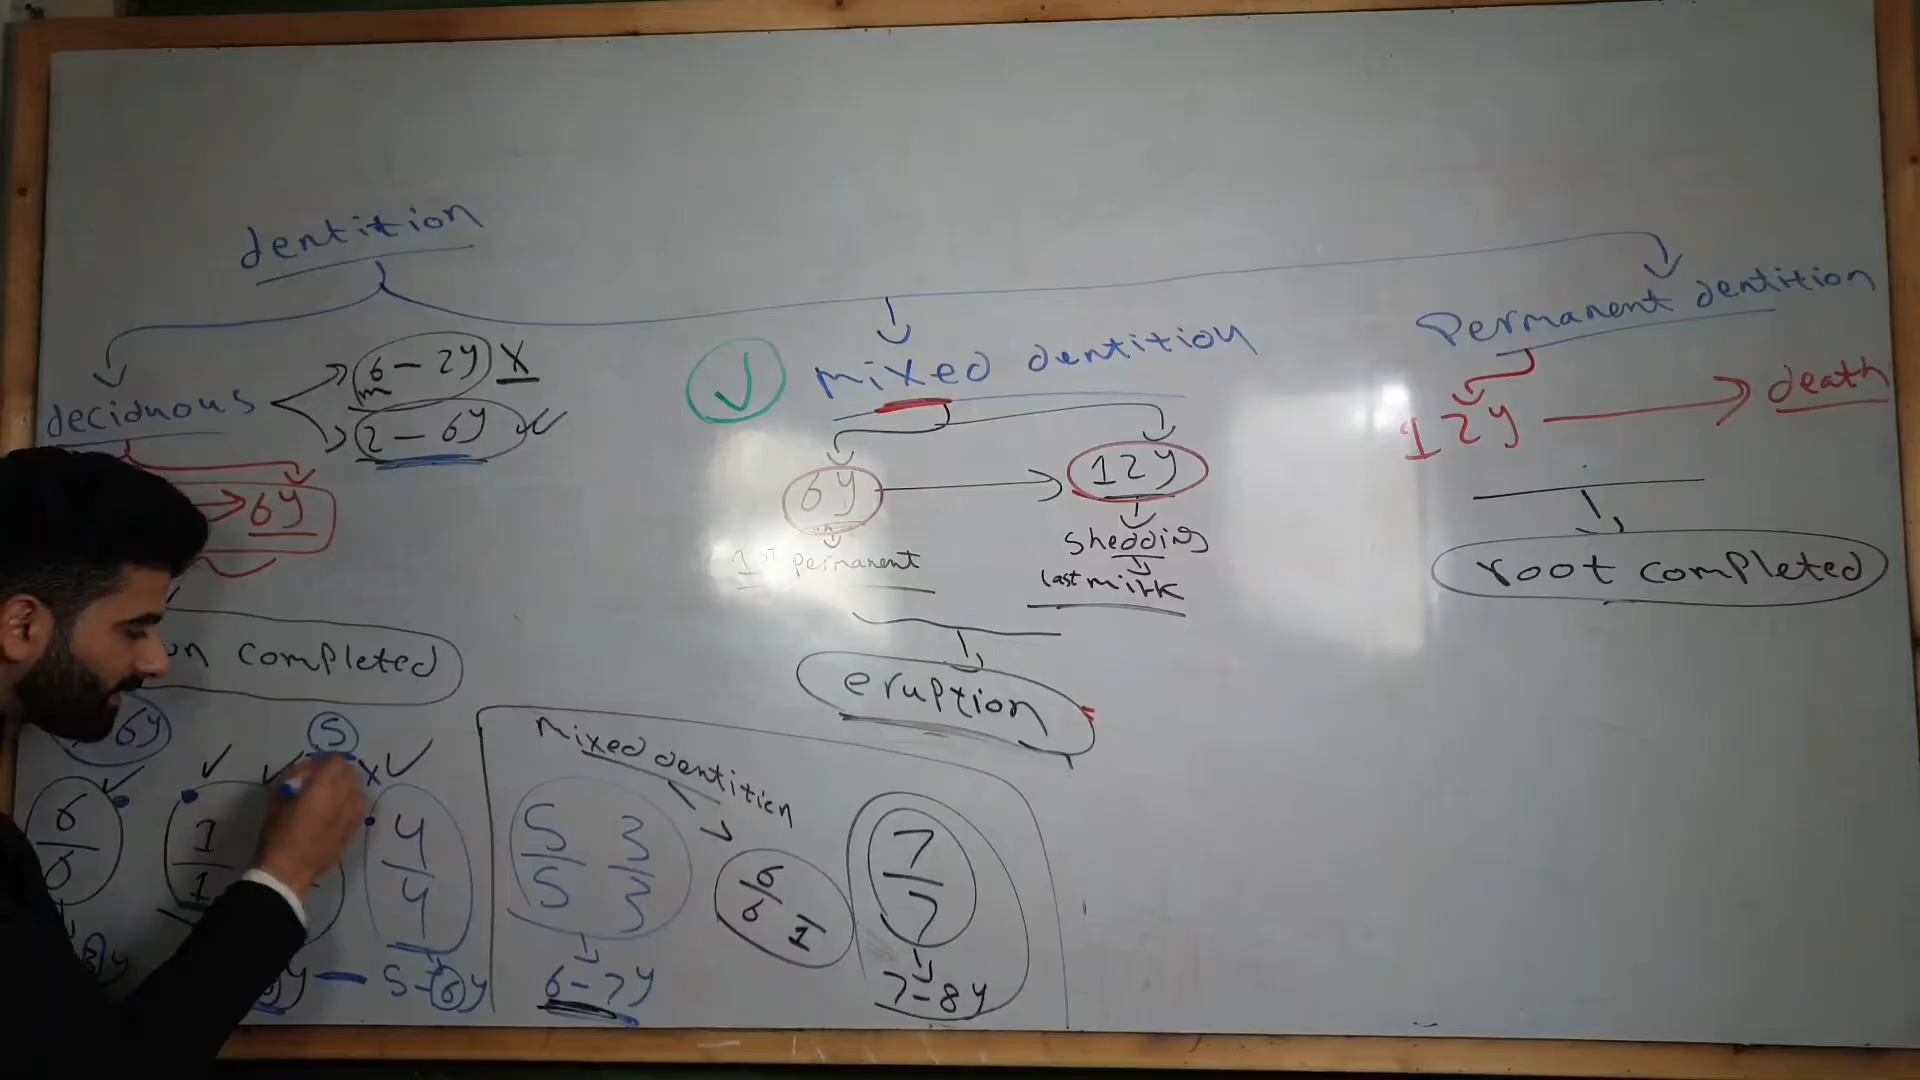 dentition
deciduous
6 - 2y X
m
2 - 6y
6y
completed
mixed dentition
6y
12y
1st permanent
shedding
last milk
eruption
Permanent dentition
12y
death
root completed
6y
5
x
6
6
1
1
4
4
y
y - 5-6y
Mixed dentition
5 3
5 3
6-7y
6
6 1
7
7
7-8y